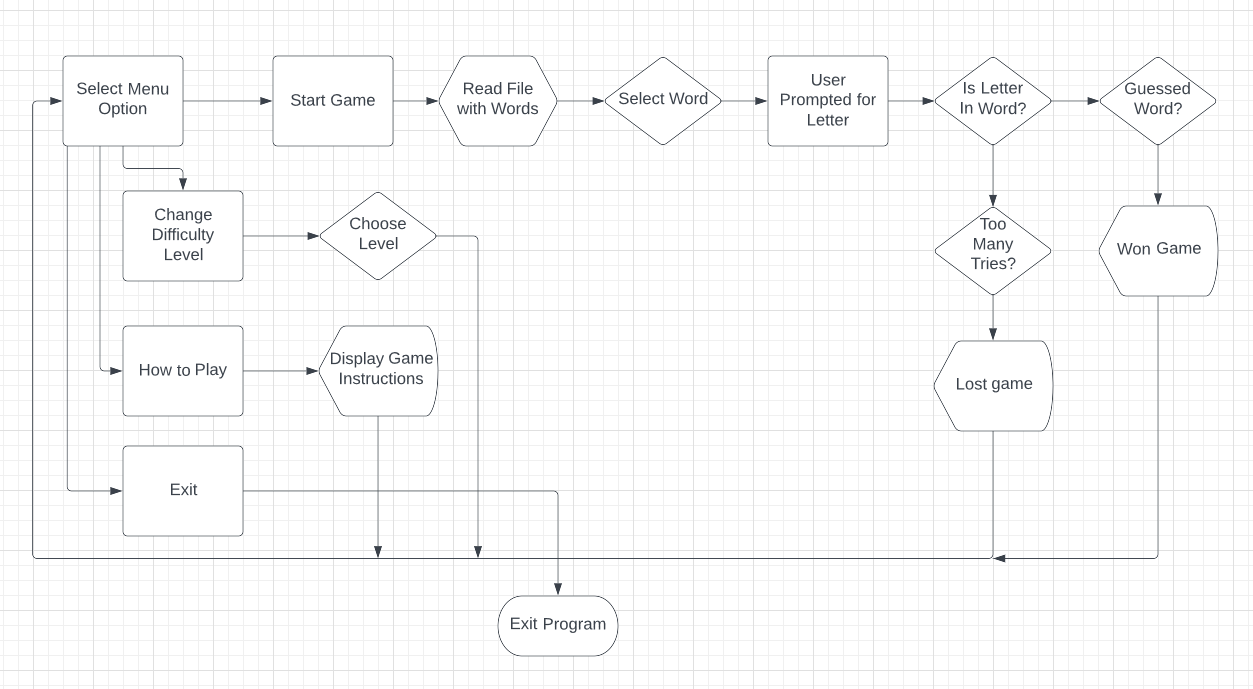 Select Menu
Option
Start Game
Read File
with Words
Select Word
User
Prompted for
Letter
Is Letter
In Word?
Guessed
Word?
Change
Difficulty
Level
Choose
Level
Too
Many
Tries?
Won Game
How to Play
Display Game
Instructions
Lost game
Exit
Exit Program